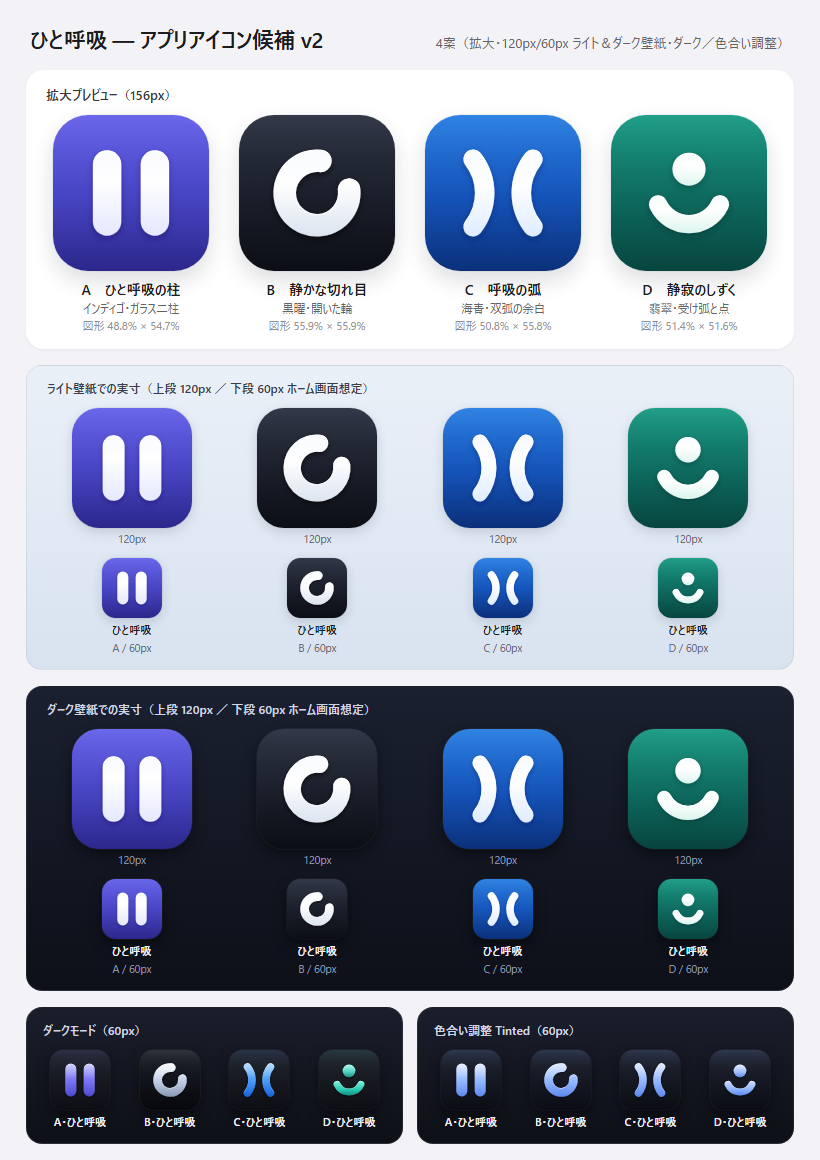 ひと呼吸 — アプリアイコン候補 v2
4案（拡大・120px/60px ライト＆ダーク壁紙・ダーク／色合い調整）
拡大プレビュー（156px）
A　ひと呼吸の柱
インディゴ・ガラス二柱
図形 48.8% × 54.7%
B　静かな切れ目
黒曜・開いた輪
図形 55.9% × 55.9%
C　呼吸の弧
海青・双弧の余白
図形 50.8% × 55.8%
D　静寂のしずく
翡翠・受け弧と点
図形 51.4% × 51.6%
ライト壁紙での実寸（上段 120px ／ 下段 60px ホーム画面想定）
120px 120px 120px 120px
ひと呼吸 ひと呼吸 ひと呼吸 ひと呼吸
A / 60px B / 60px C / 60px D / 60px
ダーク壁紙での実寸（上段 120px ／ 下段 60px ホーム画面想定）
120px 120px 120px 120px
ひと呼吸 ひと呼吸 ひと呼吸 ひと呼吸
A / 60px B / 60px C / 60px D / 60px
ダークモード（60px）
A・ひと呼吸 B・ひと呼吸 C・ひと呼吸 D・ひと呼吸
色合い調整 Tinted（60px）
A・ひと呼吸 B・ひと呼吸 C・ひと呼吸 D・ひと呼吸